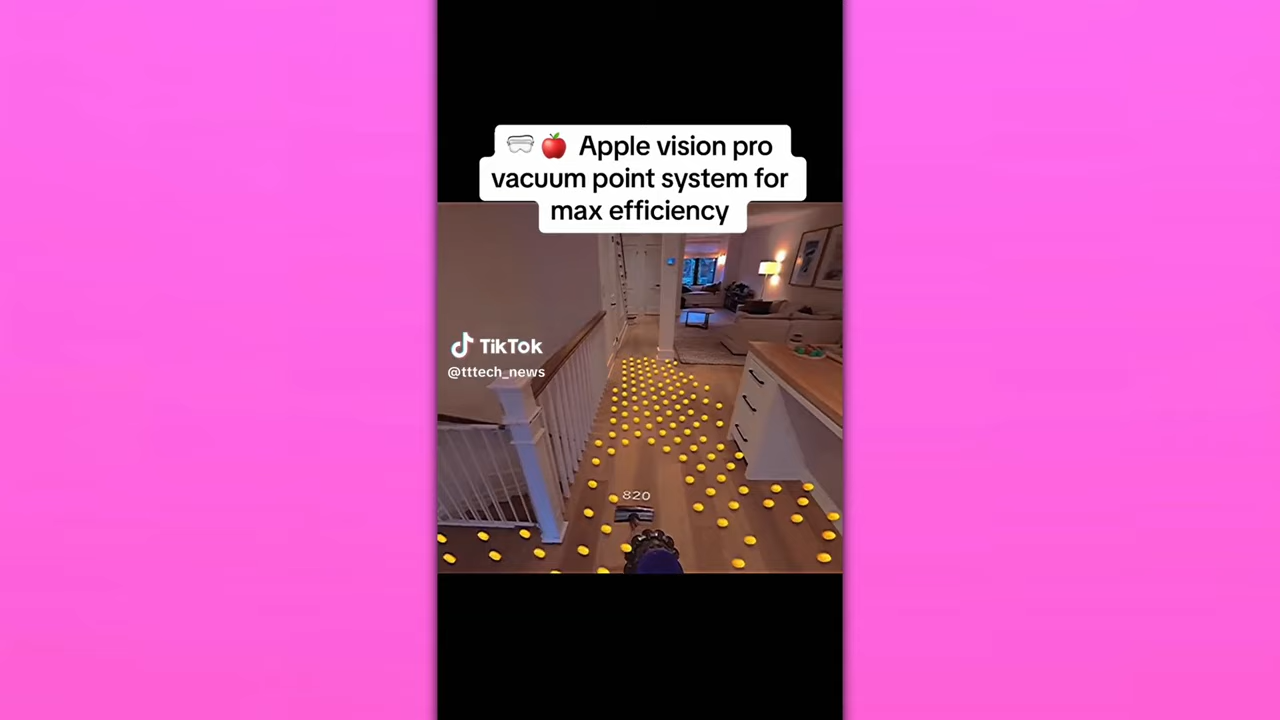 🥽🍎 Apple vision pro
vacuum point system for
max efficiency
TikTok
@tttech_news
820